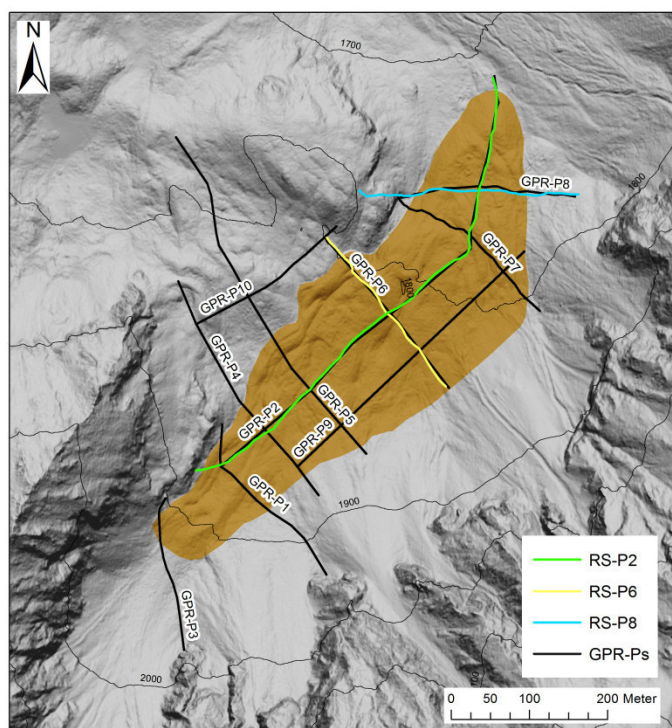 N
1700
GPR-P8
1800
GPR-P7
GPR-P6
1800
GPR-P10
GPR-P4
GPR-P5
GPR-P2
GPR-P9
GPR-P1
1900
GPR-P3
2000
RS-P2
RS-P6
RS-P8
GPR-Ps
0 50 100 200 Meter